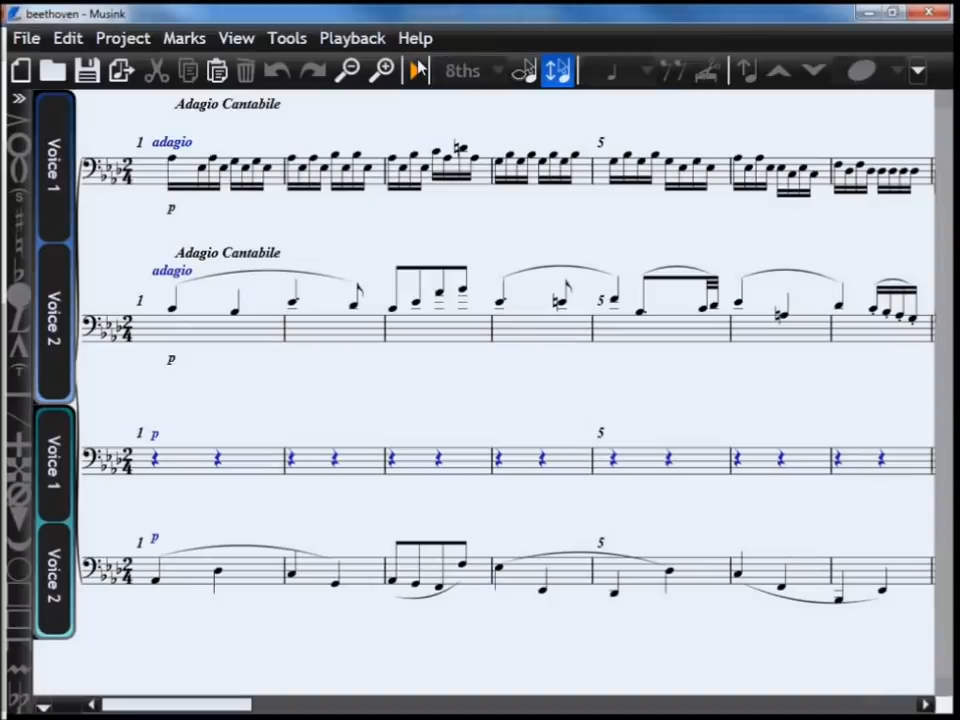 beethoven - Musink
File Edit Project Marks View Tools Playback Help
8ths
Adagio Cantabile
1 adagio 5
Voice 1
p
Adagio Cantabile
adagio
1 5
Voice 2
p
1 p 5
Voice 1
1 p 5
Voice 2